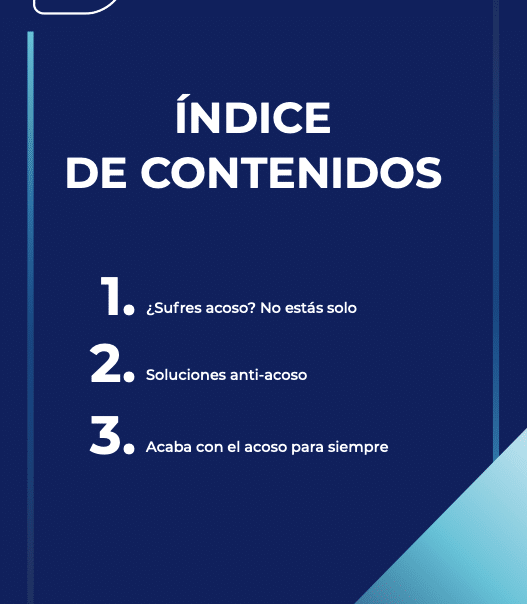 ÍNDICE
DE CONTENIDOS
1. ¿Sufres acoso? No estás solo
2. Soluciones anti-acoso
3. Acaba con el acoso para siempre